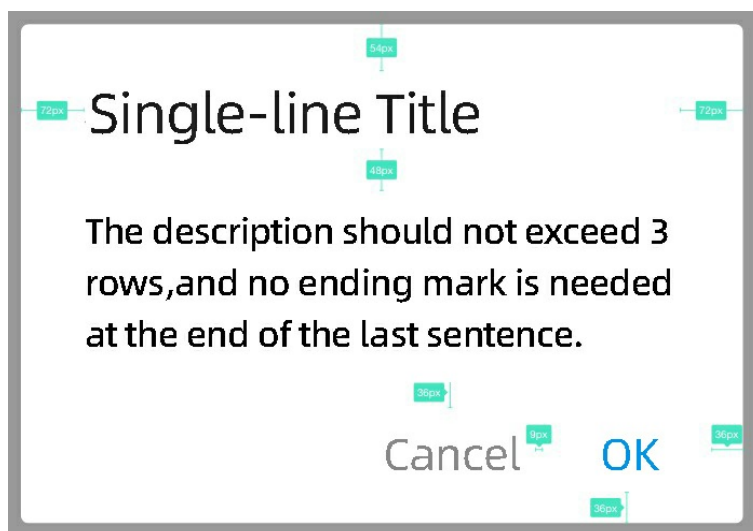 54px
72px
Single-line Title
72px
48px
The description should not exceed 3
rows,and no ending mark is needed
at the end of the last sentence.
36px
Cancel
9px
OK
36px
36px